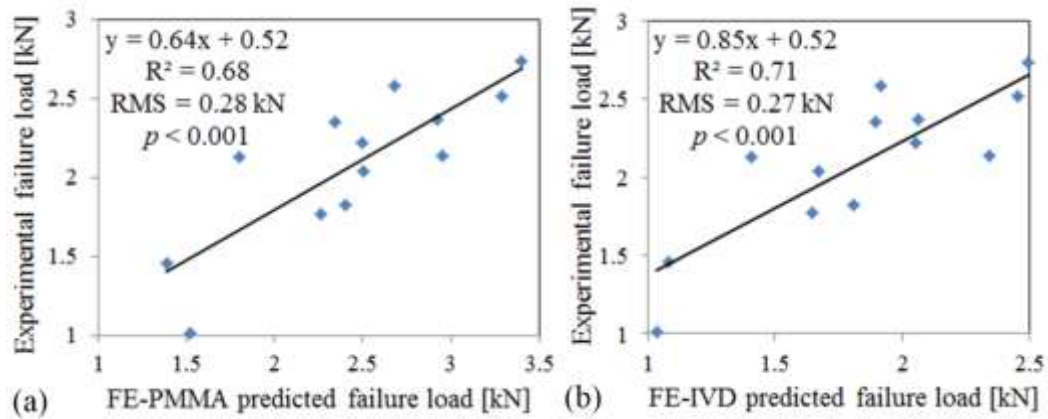 3
y = 0.64x + 0.52
R² = 0.68
2.5
RMS = 0.28 kN
p < 0.001
2
1.5
1
Experimental failure load [kN]
1 1.5 2 2.5 3 3.5
(a) FE-PMMA predicted failure load [kN]
3
y = 0.85x + 0.52
R² = 0.71
2.5
RMS = 0.27 kN
p < 0.001
2
1.5
1
Experimental failure load [kN]
1 1.5 2 2.5
(b) FE-IVD predicted failure load [kN]